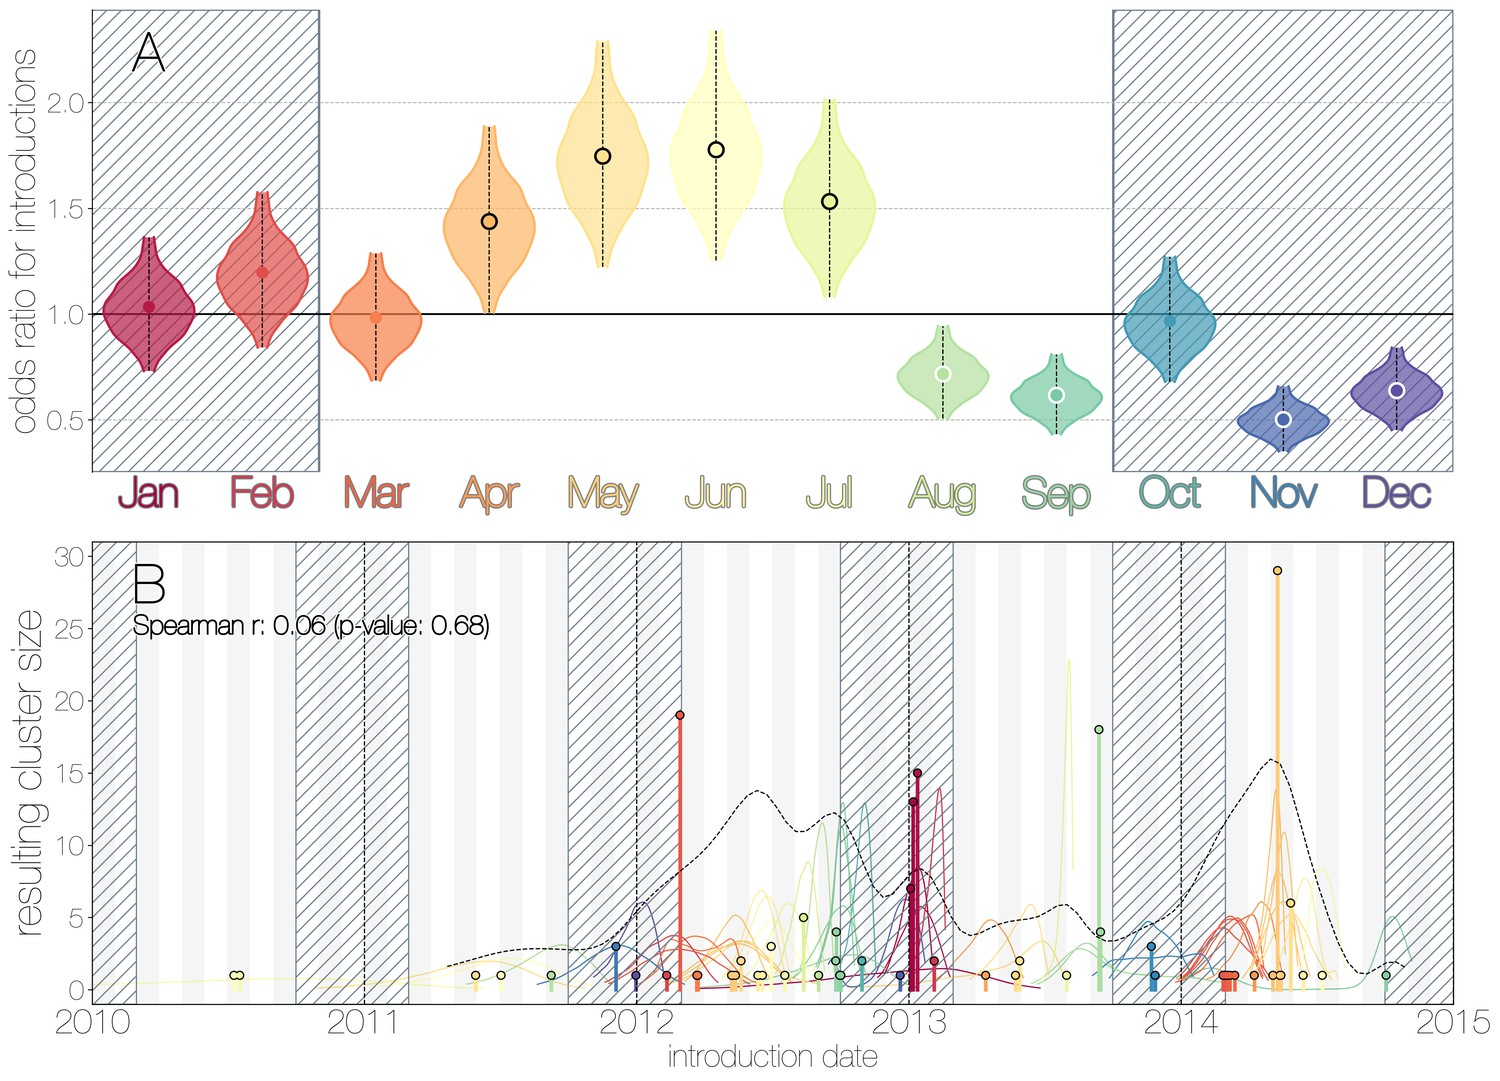 A
odds ratio for introductions
2.0
1.5
1.0
0.5
Jan Feb Mar Apr May Jun Jul Aug Sep Oct Nov Dec
B
Spearman r: 0.06 (p-value: 0.68)
resulting cluster size
30
25
20
15
10
5
0
2010 2011 2012 2013 2014 2015
introduction date